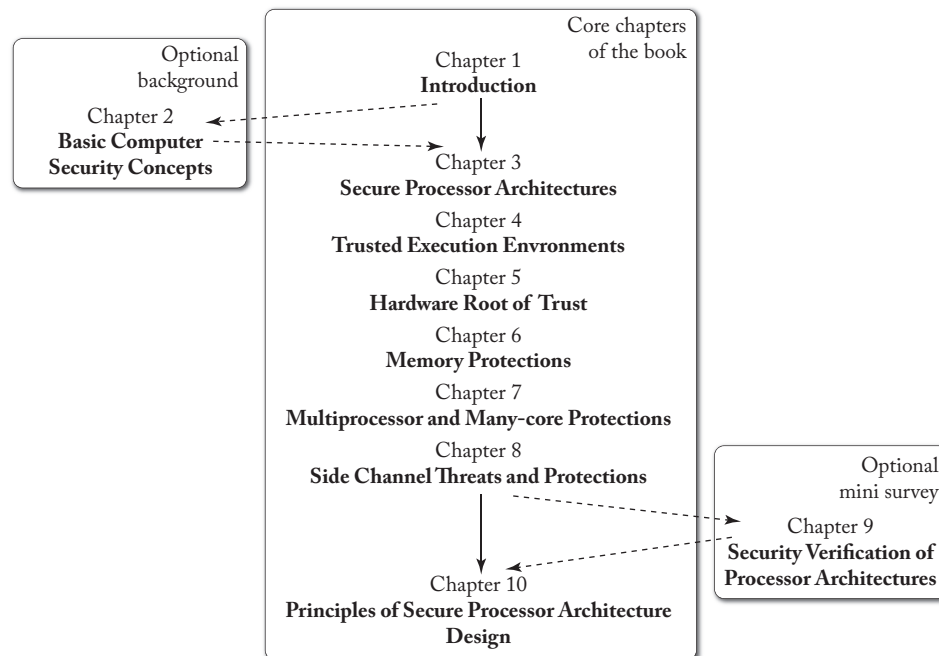 Core chapters
of the book
Optional
background
Chapter 1
Introduction
Chapter 2
Basic Computer
Security Concepts
Chapter 3
Secure Processor Architectures
Chapter 4
Trusted Execution Envronments
Chapter 5
Hardware Root of Trust
Chapter 6
Memory Protections
Chapter 7
Multiprocessor and Many-core Protections
Chapter 8
Side Channel Threats and Protections
Optional
mini survey
Chapter 9
Security Verification of
Processor Architectures
Chapter 10
Principles of Secure Processor Architecture
Design